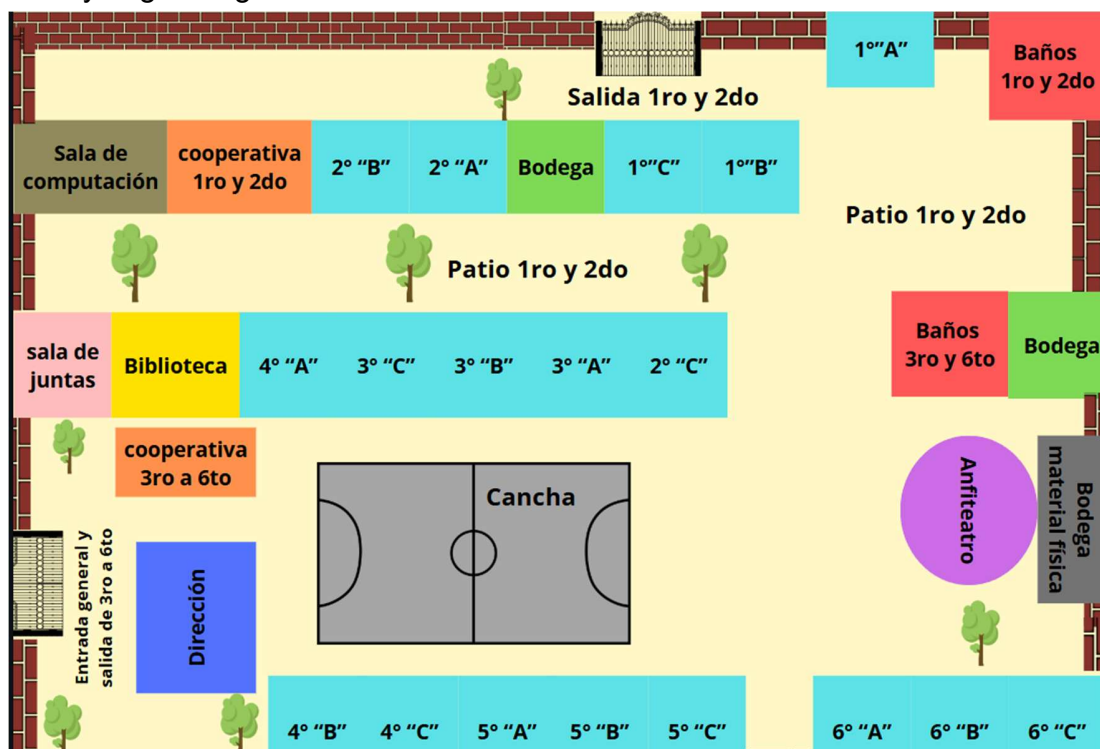 1°”A”
Baños
1ro y 2do
Salida 1ro y 2do
Sala de
computación
cooperativa
1ro y 2do
2° “B”
2° “A”
Bodega
1°”C”
1°”B”
Patio 1ro y 2do
Patio 1ro y 2do
sala de
juntas
Biblioteca
4° “A”
3° “C”
3° “B”
3° “A”
2° “C”
Baños
3ro y 6to
Bodega
cooperativa
3ro a 6to
Cancha
Anfiteatro
Bodega
material física
Entrada general y
salida de 3ro a 6to
Dirección
4° “B”
4° “C”
5° “A”
5° “B”
5° “C”
6° “A”
6° “B”
6° “C”